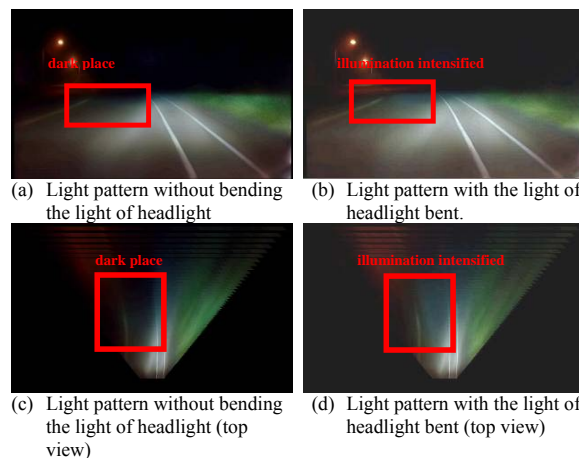 dark place
illumination intensified
(a) Light pattern without bending
the light of headlight
(b) Light pattern with the light of
headlight bent.
dark place
illumination intensified
(c) Light pattern without bending
the light of headlight (top
view)
(d) Light pattern with the light of
headlight bent (top view)